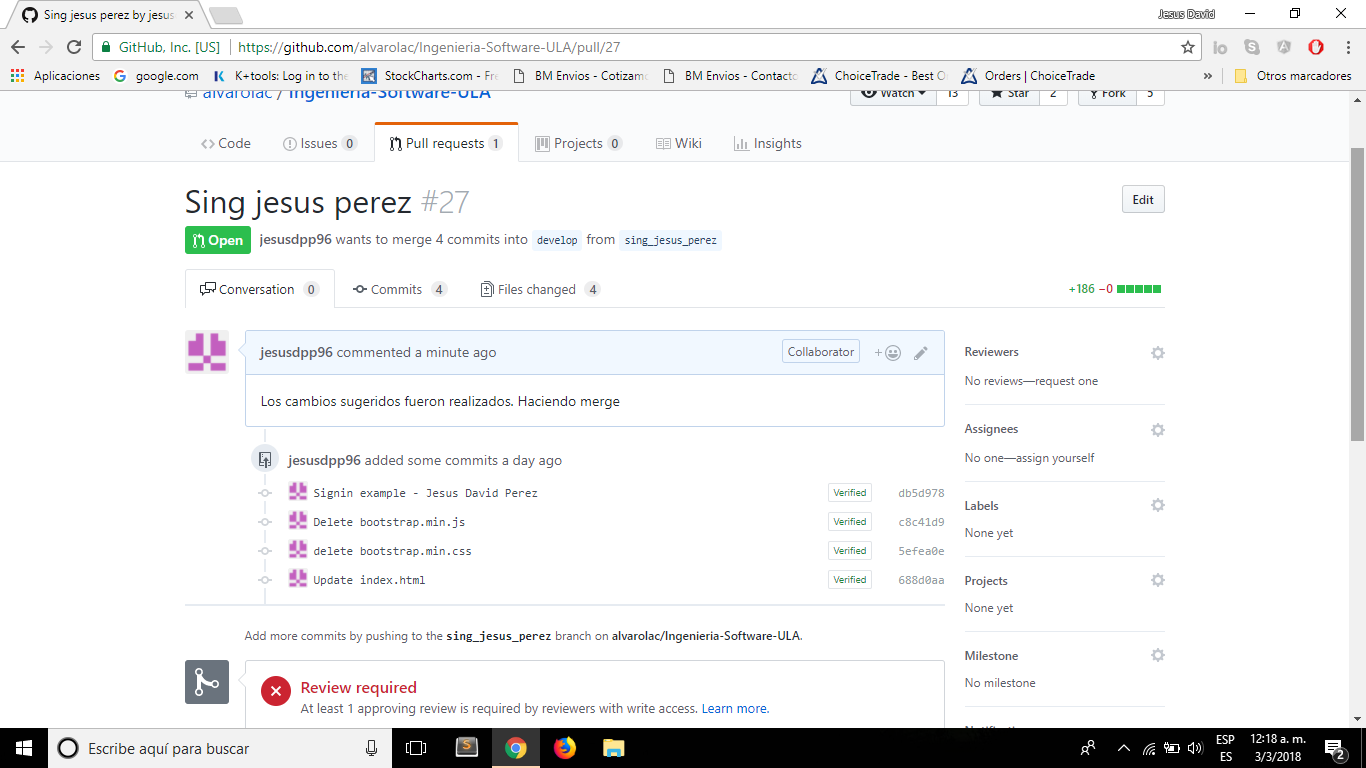 Sing jesus perez by jesus
Jesus David
GitHub, Inc. [US] https://github.com/alvarolac/Ingenieria-Software-ULA/pull/27
Aplicaciones google.com K+tools: Log in to the StockCharts.com - Fre BM Envios - Cotizam BM Envios - Contacto ChoiceTrade - Best O Orders | ChoiceTrade » Otros marcadores
alvarolac / Ingenieria-Software-ULA Watch 13 Star 2 Fork 5
Code Issues 0 Pull requests 1 Projects 0 Wiki Insights
Sing jesus perez #27 Edit
Open jesusdpp96 wants to merge 4 commits into develop from sing_jesus_perez
Conversation 0 Commits 4 Files changed 4 +186 −0
jesusdpp96 commented a minute ago Collaborator +
Los cambios sugeridos fueron realizados. Haciendo merge
jesusdpp96 added some commits a day ago
Signin example - Jesus David Perez Verified db5d978
Delete bootstrap.min.js Verified c8c41d9
delete bootstrap.min.css Verified 5efea0e
Update index.html Verified 688d0aa
Add more commits by pushing to the sing_jesus_perez branch on alvarolac/Ingenieria-Software-ULA.
Review required
At least 1 approving review is required by reviewers with write access. Learn more.
Reviewers
No reviews—request one
Assignees
No one—assign yourself
Labels
None yet
Projects
None yet
Milestone
No milestone
Escribe aquí para buscar
ESP
ES
12:18 a. m.
3/3/2018
2